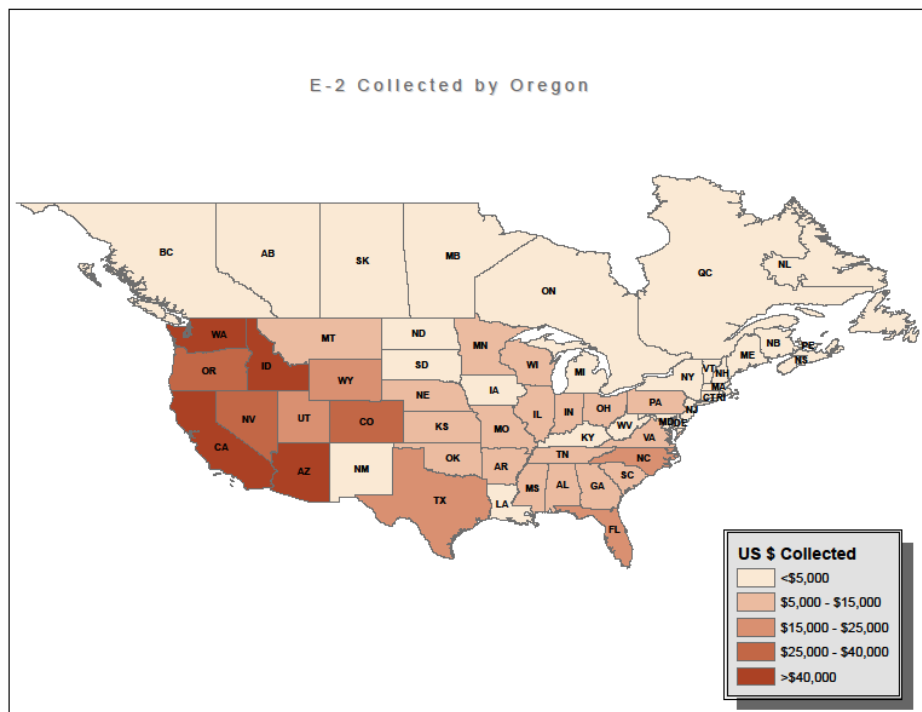 E-2 Collected by Oregon
BC
AB
SK
MB
ON
QC
NL
WA
MT
ND
MN
ME
NB
PE
NS
VT
NH
OR
ID
SD
WI
MI
NY
MA
CT
RI
WY
IA
NE
PA
NJ
NV
UT
CO
IL
IN
OH
MD
DE
CA
KS
MO
WV
VA
KY
AZ
NM
OK
AR
TN
NC
SC
TX
MS
AL
GA
LA
FL
US $ Collected
<$5,000
$5,000 - $15,000
$15,000 - $25,000
$25,000 - $40,000
>$40,000